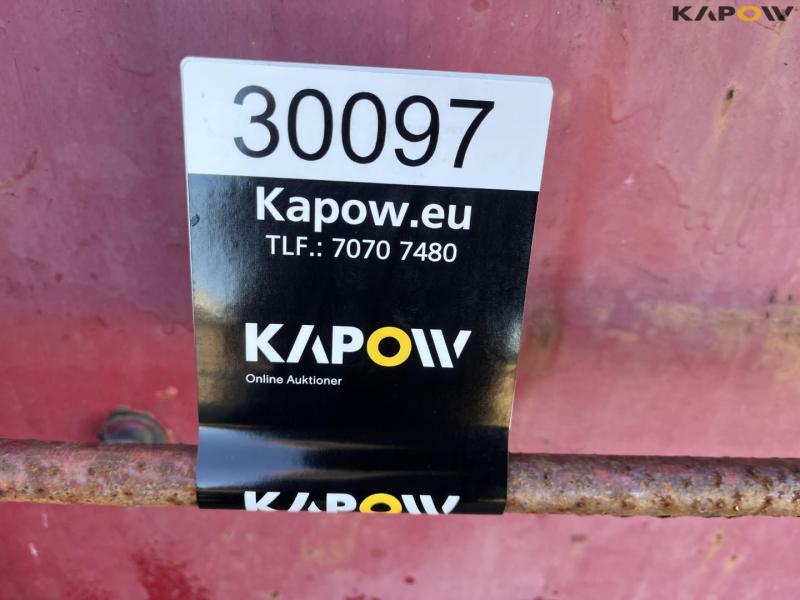 KAPOW
30097
Kapow.eu
TLF.: 7070 7480
KAPOW
Online Auktioner
KAPOW